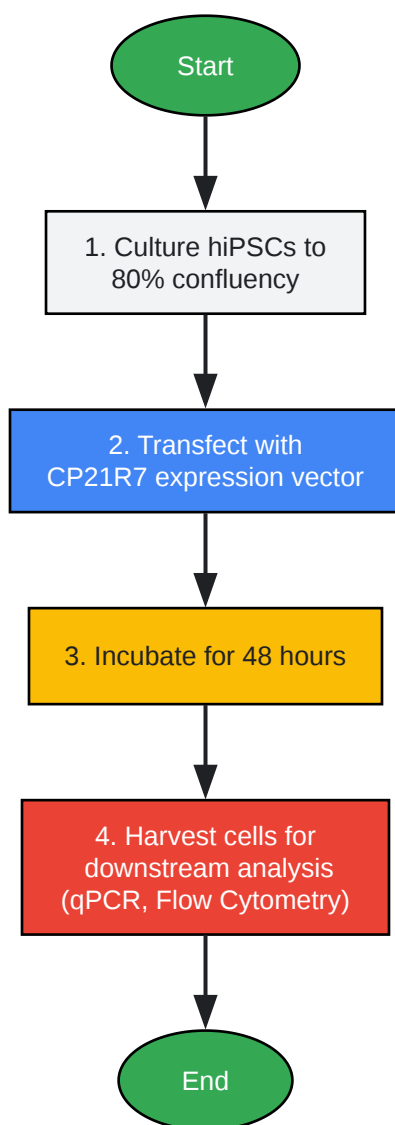 Start
1. Culture hiPSCs to
80% confluency
2. Transfect with
CP21R7 expression vector
3. Incubate for 48 hours
4. Harvest cells for
downstream analysis
(qPCR, Flow Cytometry)
End